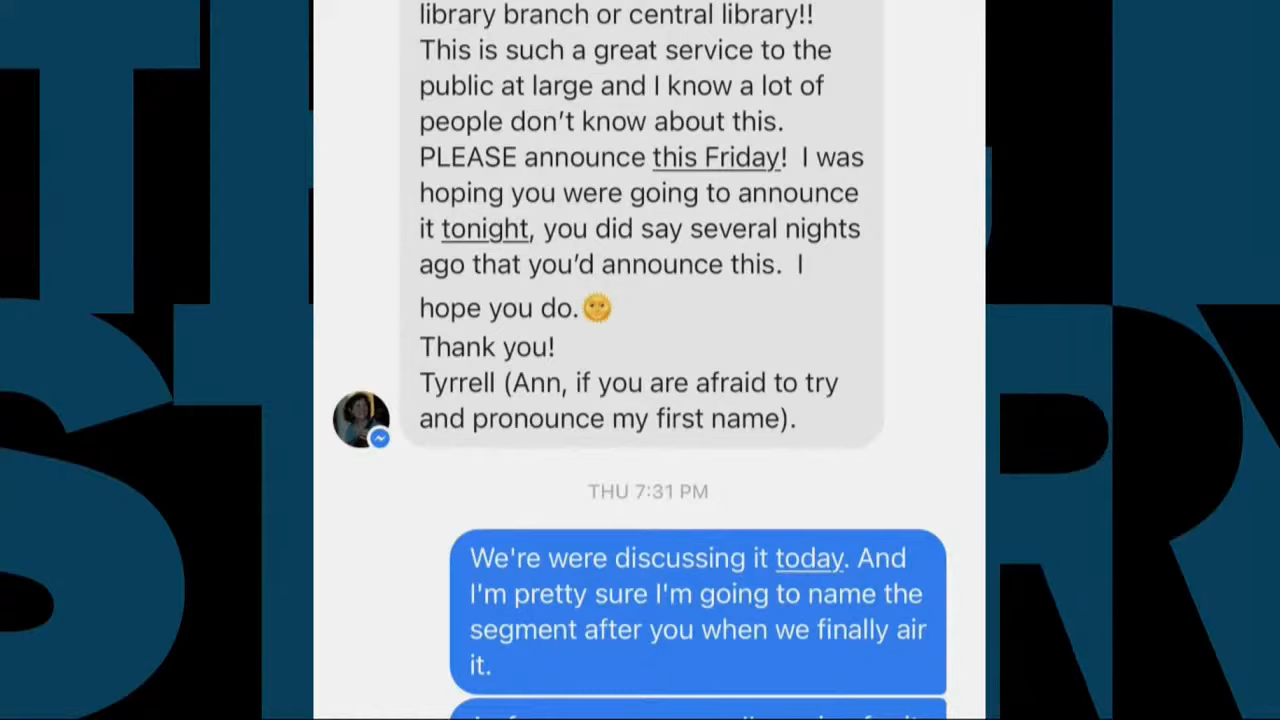 library branch or central library!!
This is such a great service to the
public at large and I know a lot of
people don’t know about this.
PLEASE announce this Friday!  I was
hoping you were going to announce
it tonight, you did say several nights
ago that you’d announce this.  I
hope you do.🌞
Thank you!
Tyrrell (Ann, if you are afraid to try
and pronounce my first name).
THU 7:31 PM
We're were discussing it today. And
I'm pretty sure I'm going to name the
segment after you when we finally air
it.